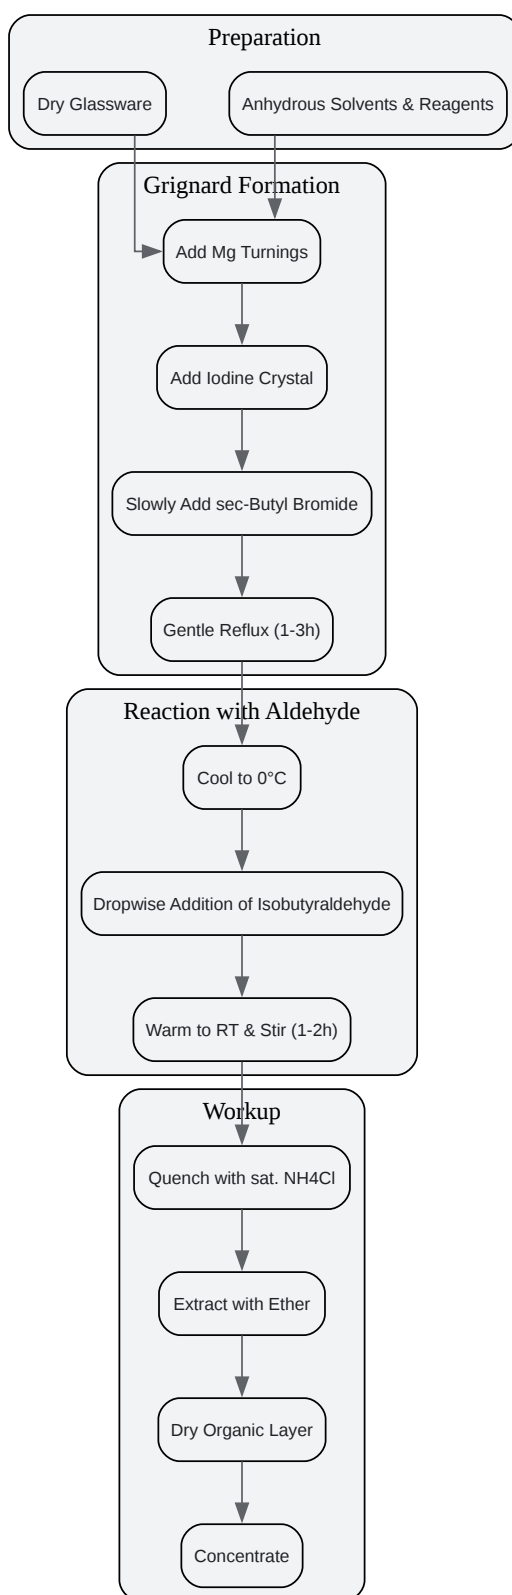 Preparation
Dry Glassware
Anhydrous Solvents & Reagents
Grignard Formation
Add Mg Turnings
Add Iodine Crystal
Slowly Add sec-Butyl Bromide
Gentle Reflux (1-3h)
Reaction with Aldehyde
Cool to 0°C
Dropwise Addition of Isobutyraldehyde
Warm to RT & Stir (1-2h)
Workup
Quench with sat. NH4Cl
Extract with Ether
Dry Organic Layer
Concentrate